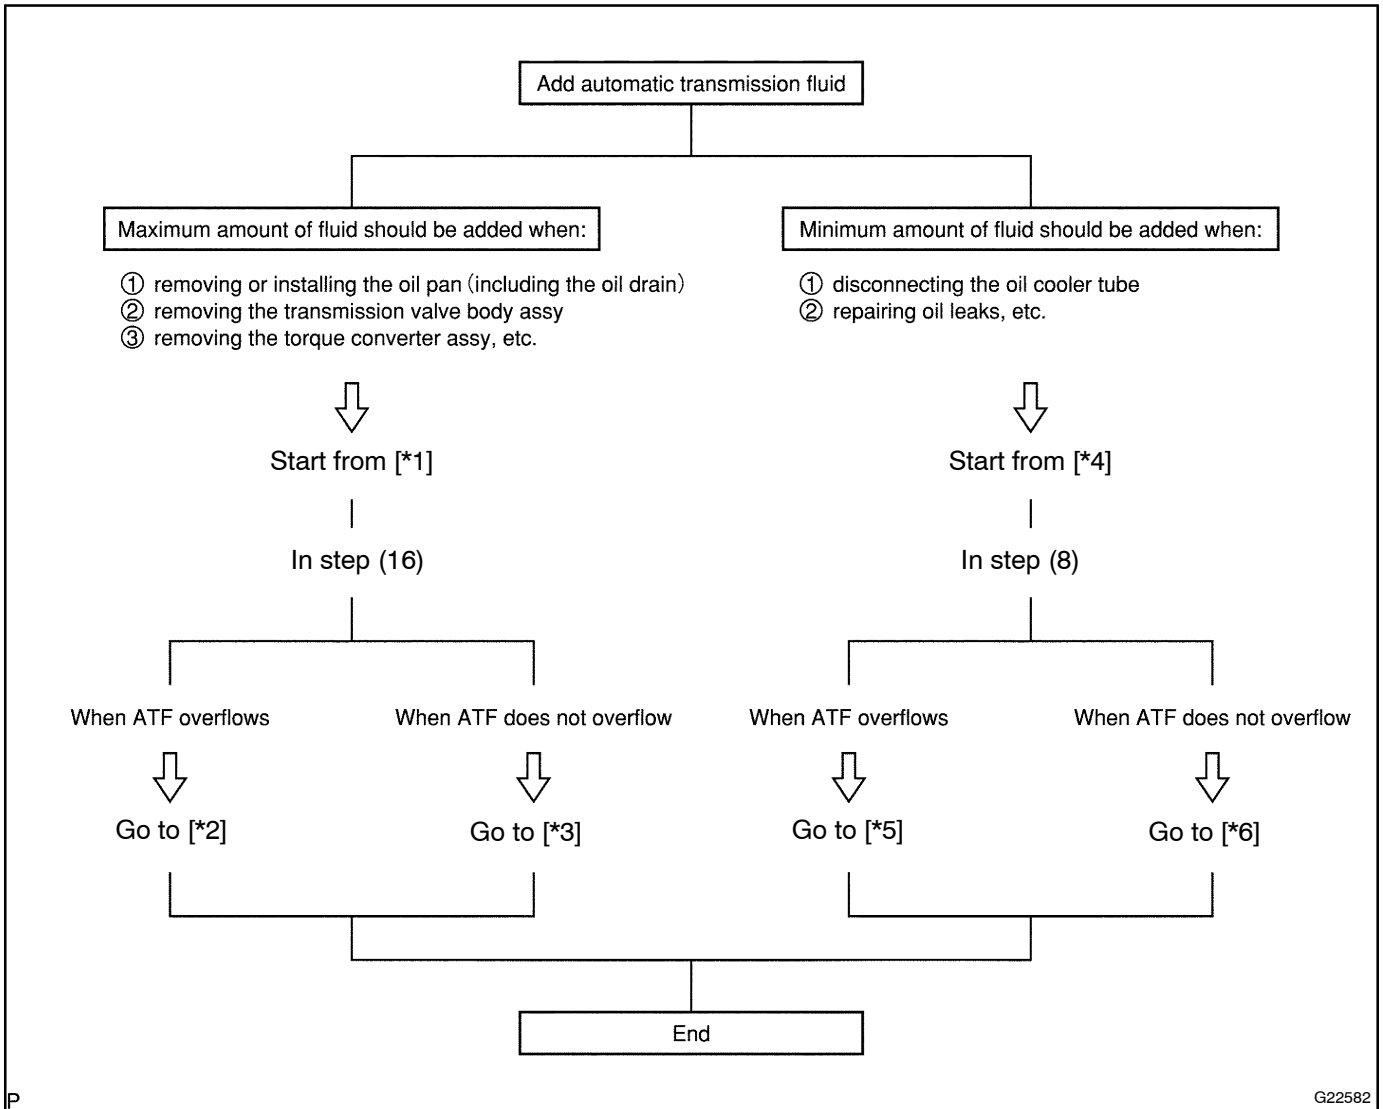 Add automatic transmission fluid
Maximum amount of fluid should be added when:
① removing or installing the oil pan (including the oil drain)
② removing the transmission valve body assy
③ removing the torque converter assy, etc.
Start from [*1]
In step (16)
When ATF overflows
Go to [*2]
When ATF does not overflow
Go to [*3]
Minimum amount of fluid should be added when:
① disconnecting the oil cooler tube
② repairing oil leaks, etc.
Start from [*4]
In step (8)
When ATF overflows
Go to [*5]
When ATF does not overflow
Go to [*6]
End
P
G22582